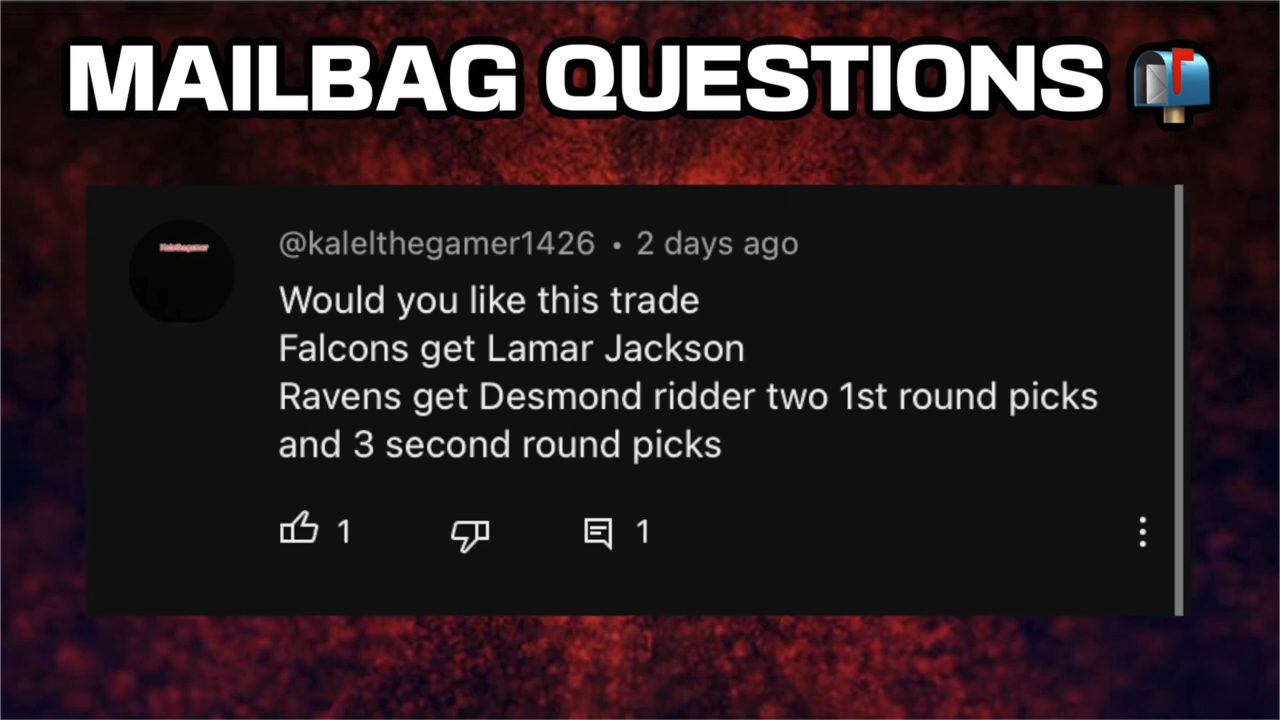 MAILBAG QUESTIONS
@kalelthegamer1426 • 2 days ago
Would you like this trade
Falcons get Lamar Jackson
Ravens get Desmond ridder two 1st round picks
and 3 second round picks
1 1